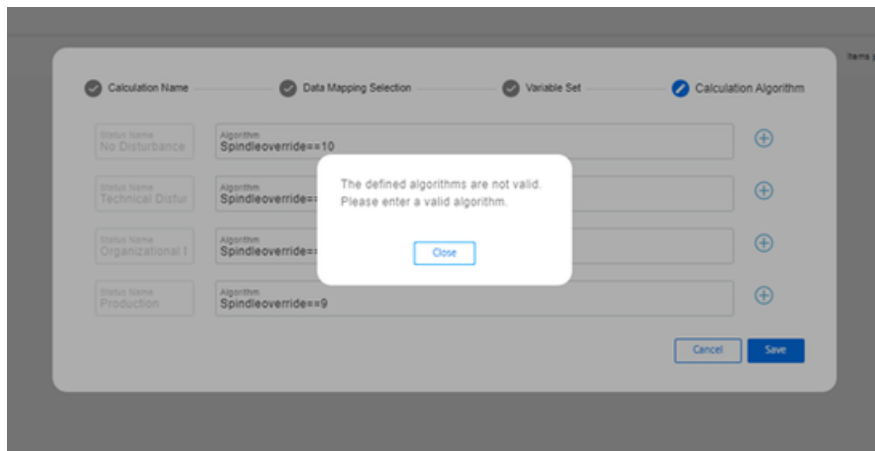 Items p
Calculation Name
Data Mapping Selection
Variable Set
Calculation Algorithm
Status Name
No Disturbance
Algorithm
Spindleoverride==10
The defined algorithms are not valid.
Please enter a valid algorithm.
Status Name
Technical Distur
Algorithm
Spindleoverride==
Status Name
Organizational
Algorithm
Spindleoverride==
Close
Status Name
Production
Algorithm
Spindleoverride==9
Cancel
Save